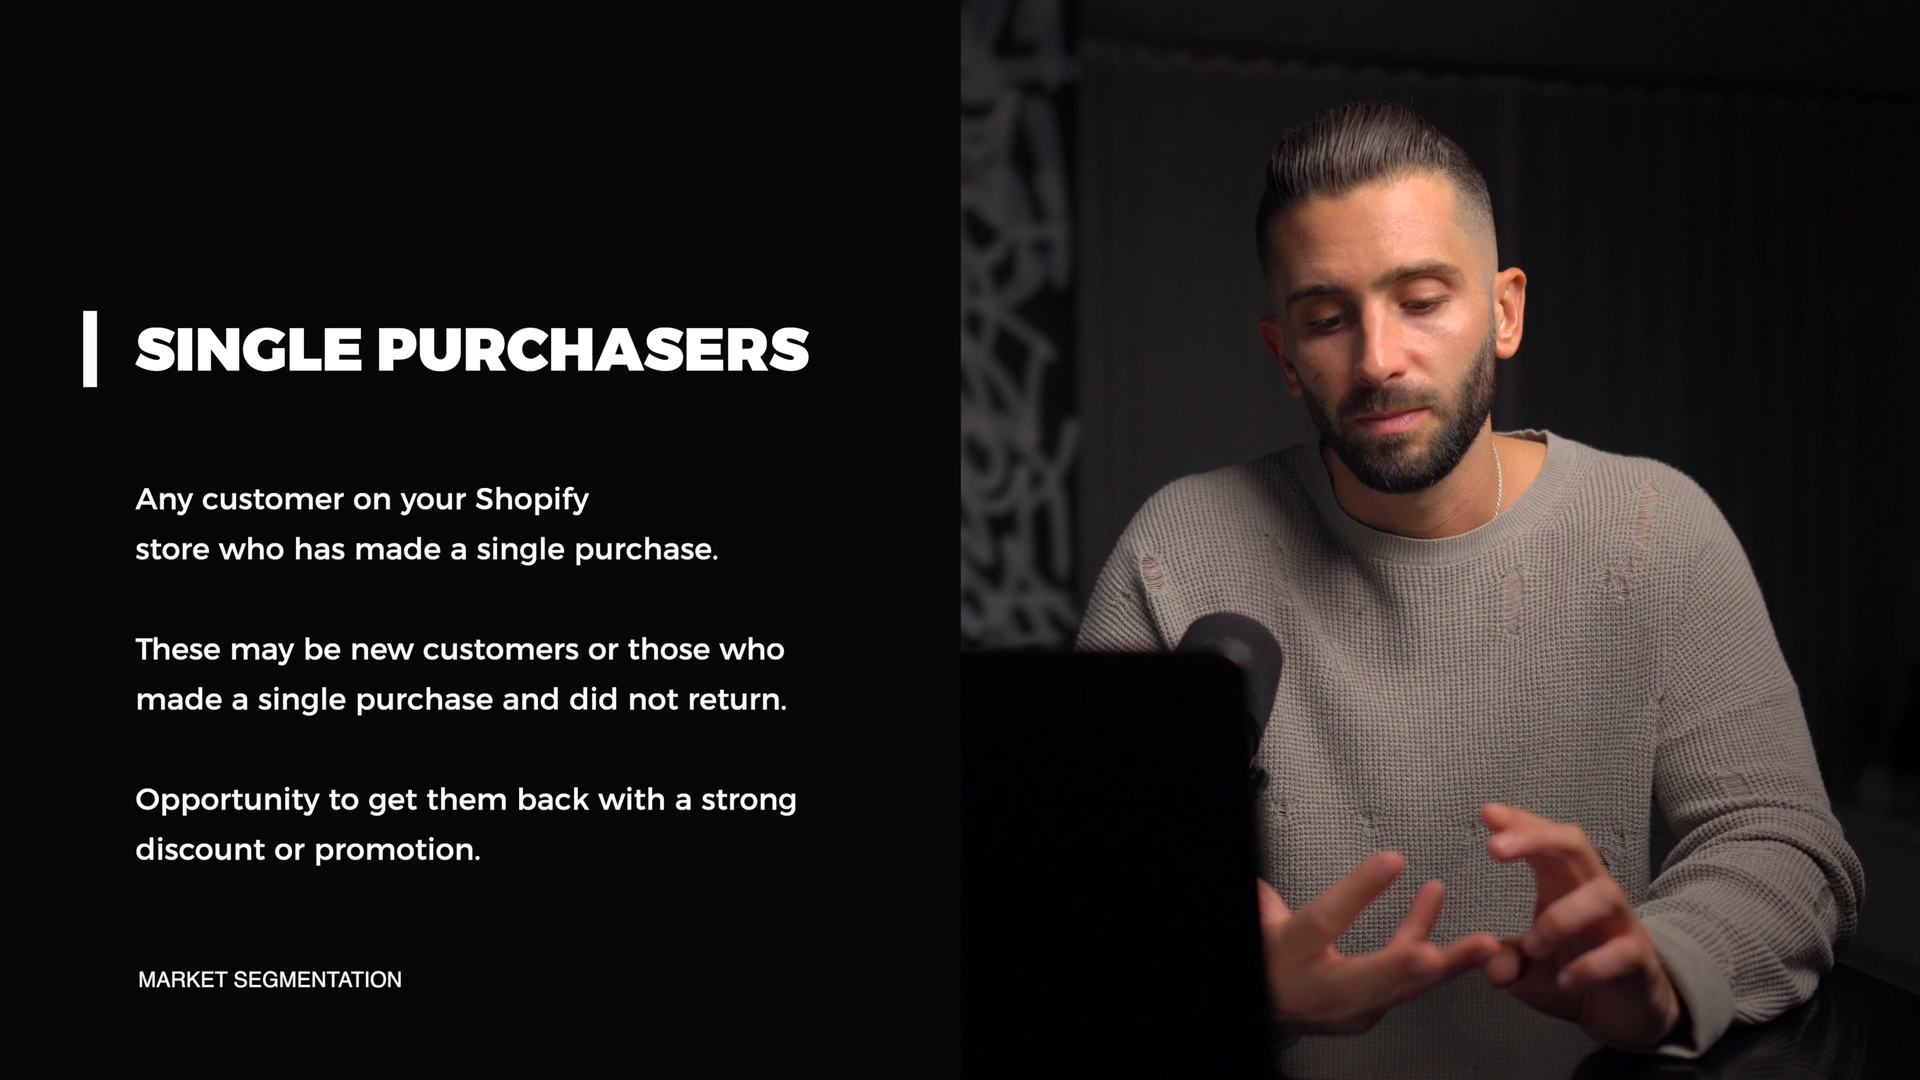 SINGLE PURCHASERS
Any customer on your Shopify
store who has made a single purchase.
These may be new customers or those who
made a single purchase and did not return.
Opportunity to get them back with a strong
discount or promotion.
MARKET SEGMENTATION